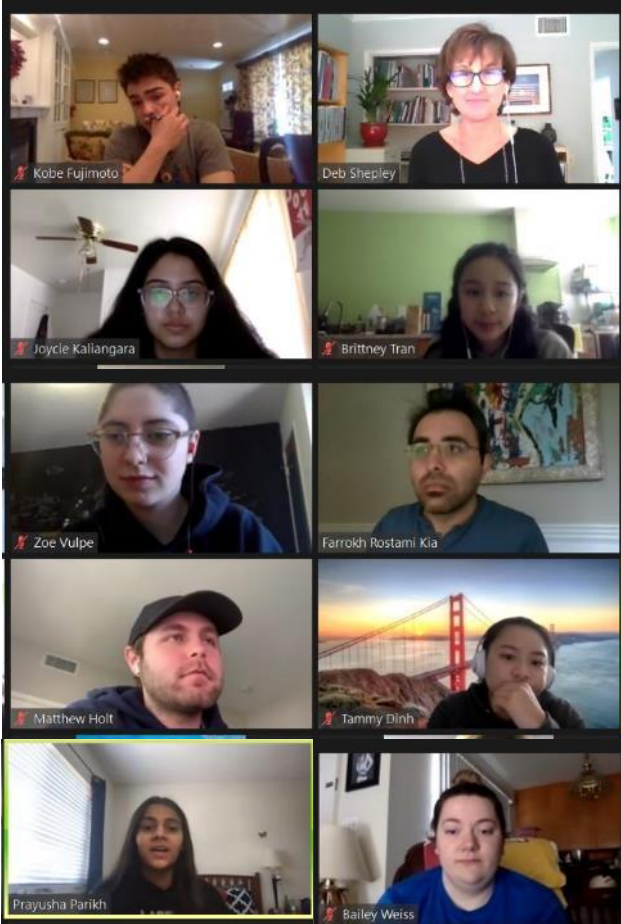 Kobe Fujimoto
Deb Shepley
Joycie Kaliangara
Brittney Tran
Zoe Vulpe
Farrokh Rostami Kia
Matthew Holt
Tammy Dinh
Prayusha Parikh
Bailey Weiss